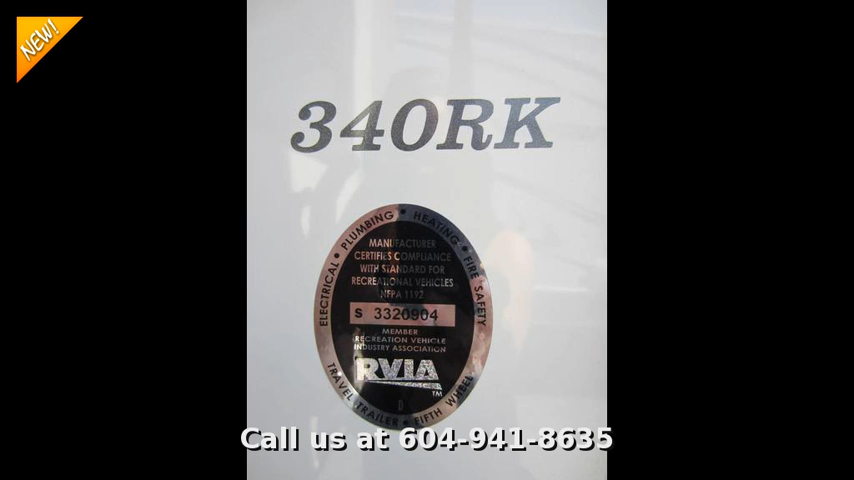 NEW!
340RK
ELECTRICAL • PLUMBING • HEATING • FIRE SAFETY
MANUFACTURER
CERTIFIES COMPLIANCE
WITH STANDARD FOR
RECREATIONAL VEHICLES
NFPA 1192
S 3320904
MEMBER
RECREATION VEHICLE
INDUSTRY ASSOCIATION
RVIA
TM
D
TRAVEL TRAILER • FIFTH WHEEL
Call us at 604-941-8635